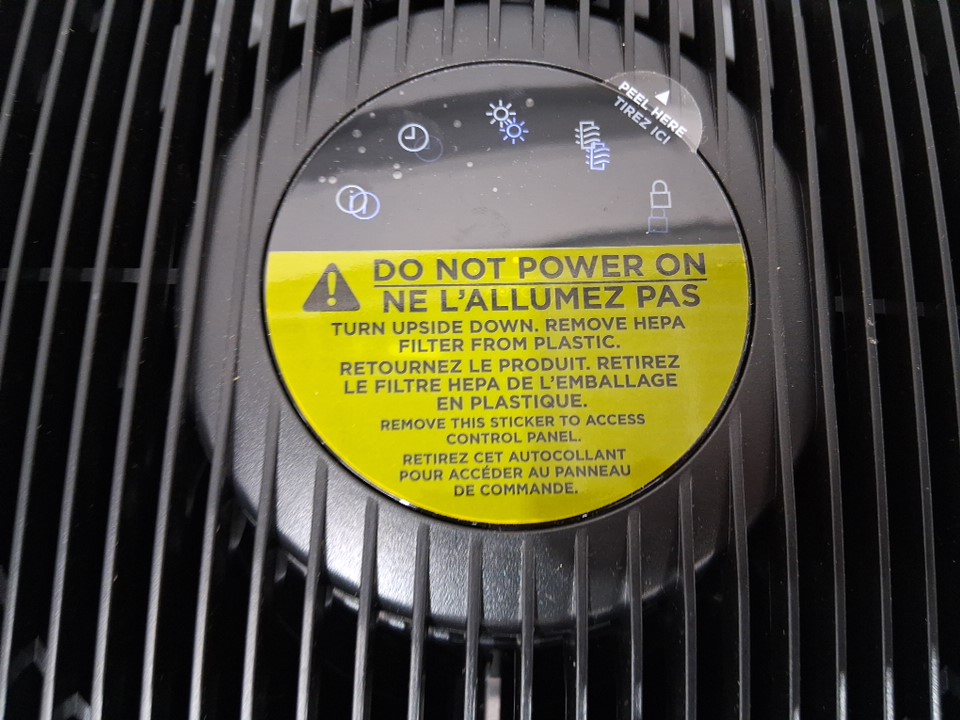 PEEL HERE
TIREZ ICI
DO NOT POWER ON
NE L'ALLUMEZ PAS
TURN UPSIDE DOWN. REMOVE HEPA
FILTER FROM PLASTIC.
RETOURNEZ LE PRODUIT. RETIREZ
LE FILTRE HEPA DE L'EMBALLAGE
EN PLASTIQUE.
REMOVE THIS STICKER TO ACCESS
CONTROL PANEL.
RETIREZ CET AUTOCOLLANT
POUR ACCÉDER AU PANNEAU
DE COMMANDE.